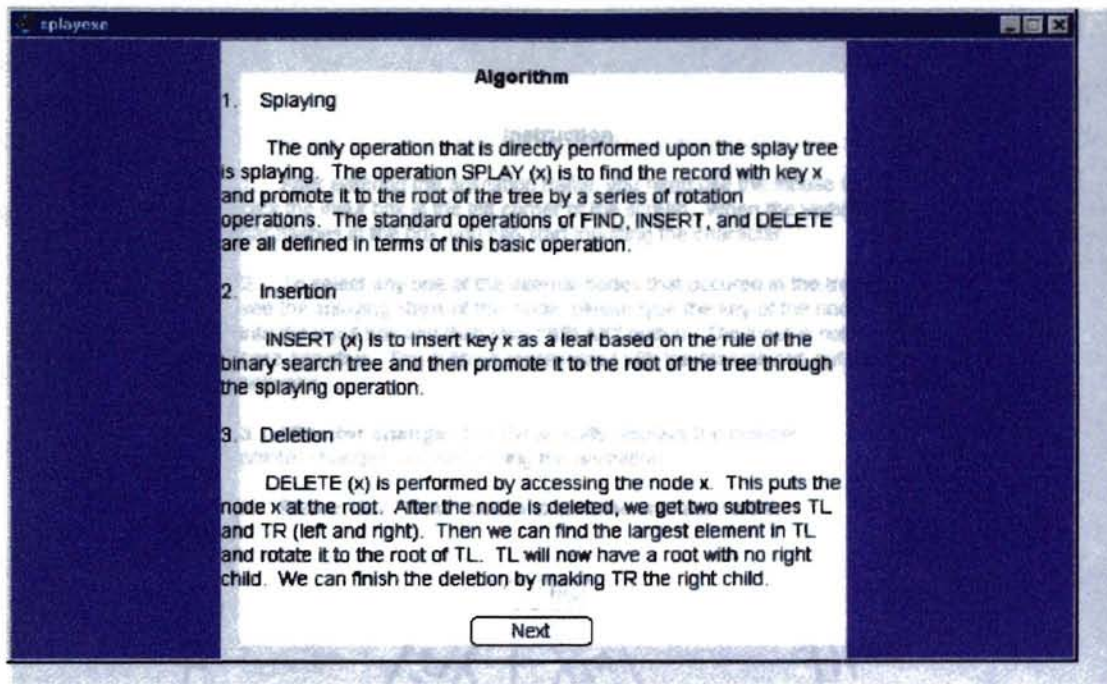 splayexe
Algorithm
1. Splaying
The only operation that is directly performed upon the splay tree
is splaying. The operation SPLAY (x) is to find the record with key x
and promote it to the root of the tree by a series of rotation
operations. The standard operations of FIND, INSERT, and DELETE
are all defined in terms of this basic operation.
2. Insertion
INSERT (x) is to insert key x as a leaf based on the rule of the
binary search tree and then promote it to the root of the tree through
the splaying operation.
3. Deletion
DELETE (x) is performed by accessing the node x. This puts the
node x at the root. After the node is deleted, we get two subtrees TL
and TR (left and right). Then we can find the largest element in TL
and rotate it to the root of TL. TL will now have a root with no right
child. We can finish the deletion by making TR the right child.
Next